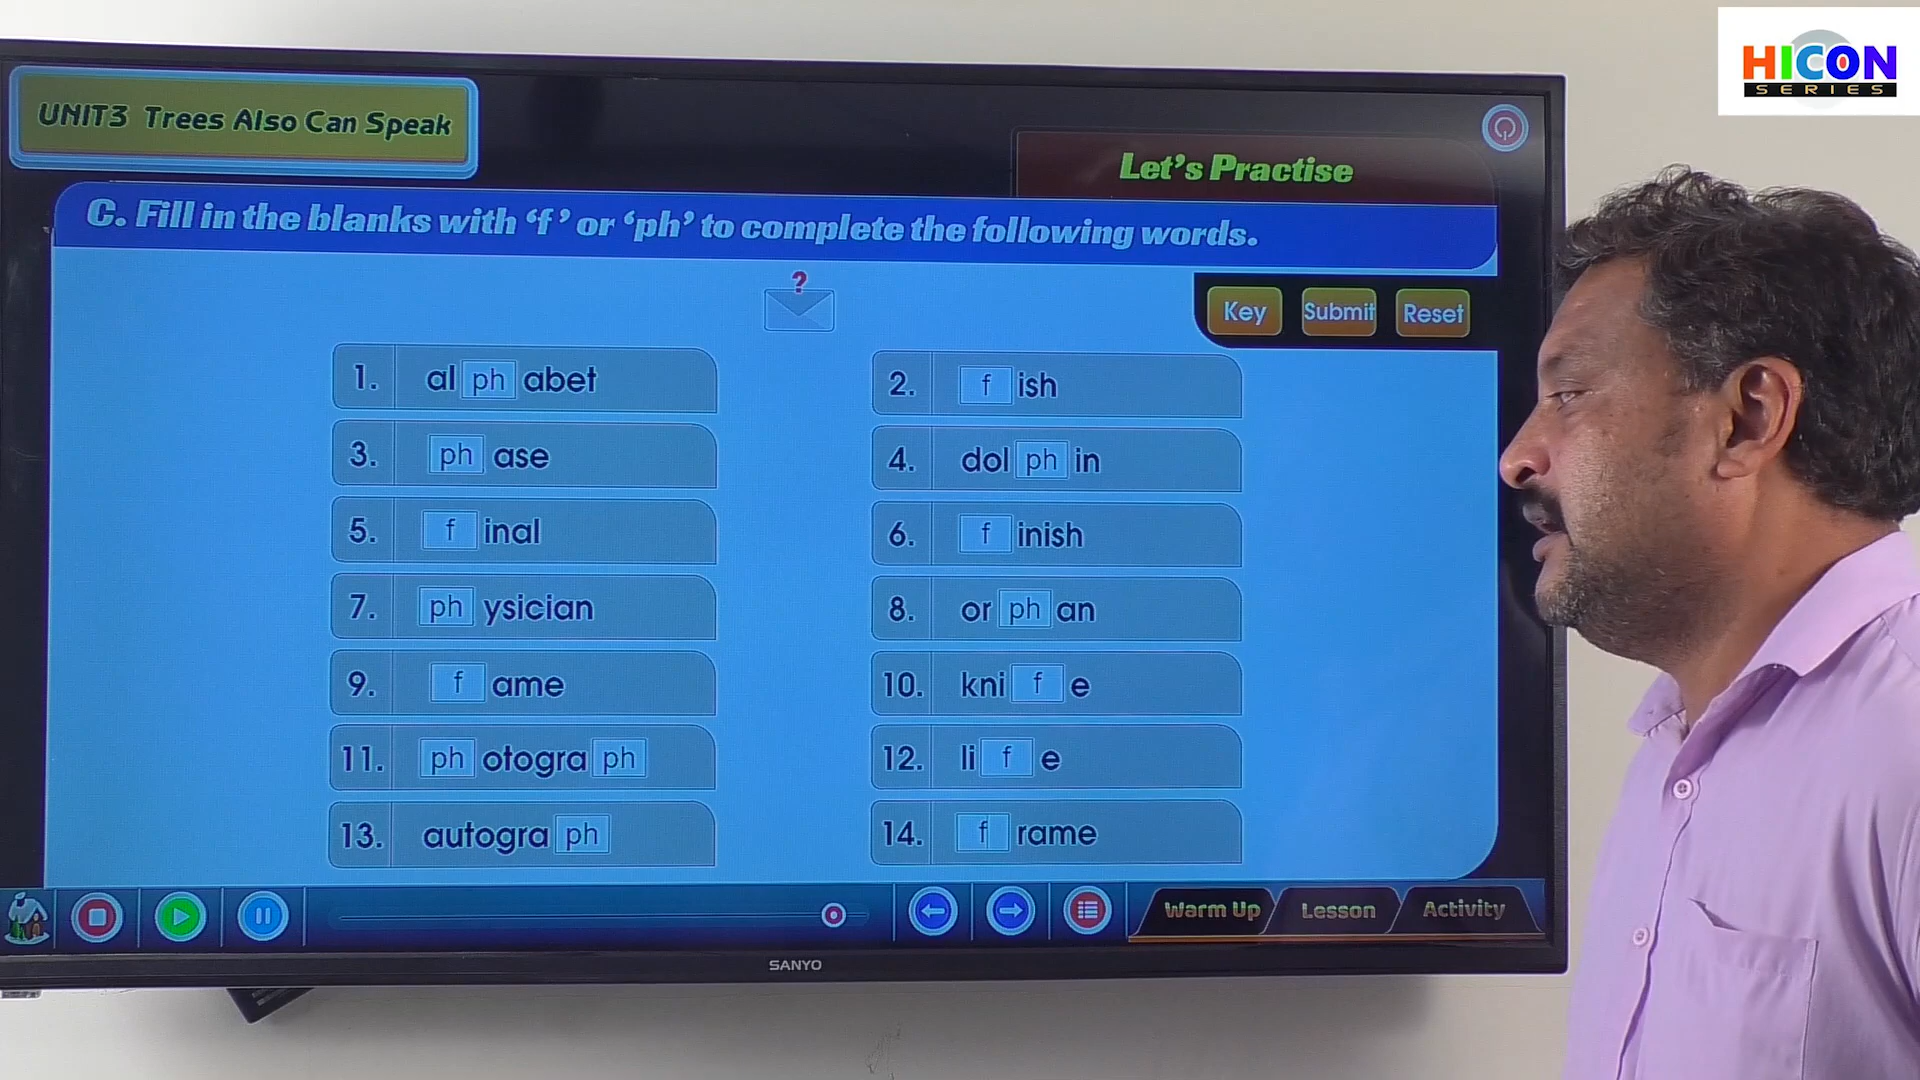 HICON
SERIES
UNIT3 Trees Also Can Speak
Let's Practise
C. Fill in the blanks with 'f' or 'ph' to complete the following words.
?
Key Submit Reset
1. al ph abet
2. f ish
3. ph ase
4. dol ph in
5. f inal
6. f inish
7. ph ysician
8. or ph an
9. f ame
10. kni f e
11. ph otogra ph
12. li f e
13. autogra ph
14. f rame
Warm Up Lesson Activity
SANYO